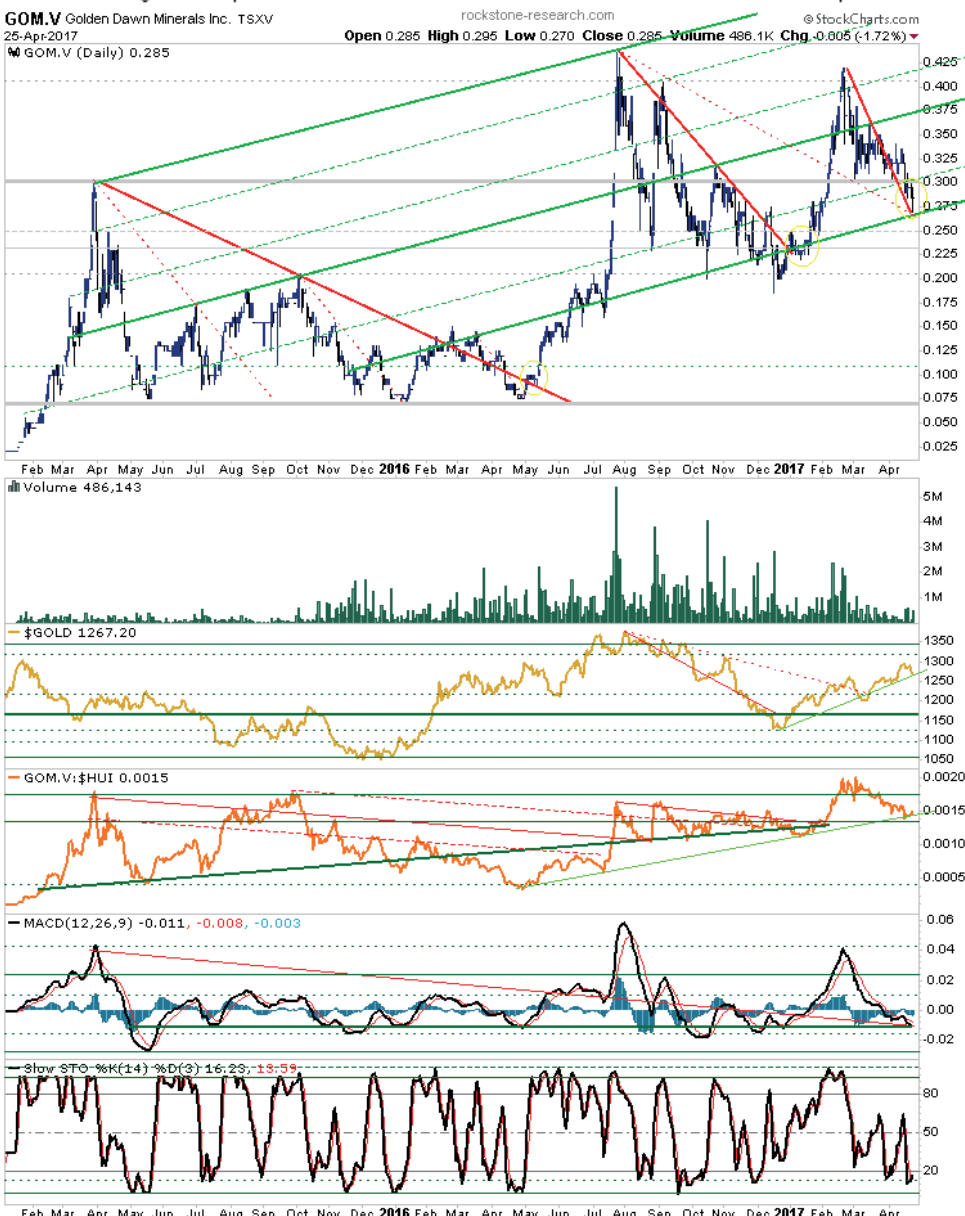 GOM.V Golden Dawn Minerals Inc. TSXV
rockstone-research.com
© StockCharts.com
25-Apr-2017
Open 0.285 High 0.295 Low 0.270 Close 0.285 Volume 486.1K Chg -0.005 (-1.72%)
GOM.V (Daily) 0.285
0.425
0.400
0.375
0.350
0.325
0.300
0.275
0.250
0.225
0.200
0.175
0.150
0.125
0.100
0.075
0.050
0.025
Feb Mar Apr May Jun Jul Aug Sep Oct Nov Dec 2016 Feb Mar Apr May Jun Jul Aug Sep Oct Nov Dec 2017 Feb Mar Apr
Volume 486,143
5M
4M
3M
2M
1M
$GOLD 1267.20
1350
1300
1250
1200
1150
1100
1050
GOM.V:$HUI 0.0015
0.0020
0.0015
0.0010
0.0005
MACD(12,26,9) -0.011, -0.008, -0.003
0.06
0.04
0.02
0.00
-0.02
Slow STO %K(14) %D(3) 16.23, 13.59
80
50
20
Feb Mar Apr May Jun Jul Aug Sep Oct Nov Dec 2016 Feb Mar Apr May Jun Jul Aug Sep Oct Nov Dec 2017 Feb Mar Apr